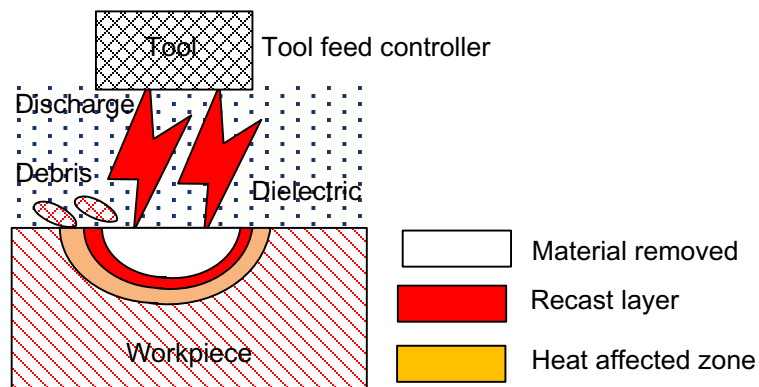 Tool
Tool feed controller
Discharge
Debris
Dielectric
Material removed
Recast layer
Workpiece
Heat affected zone